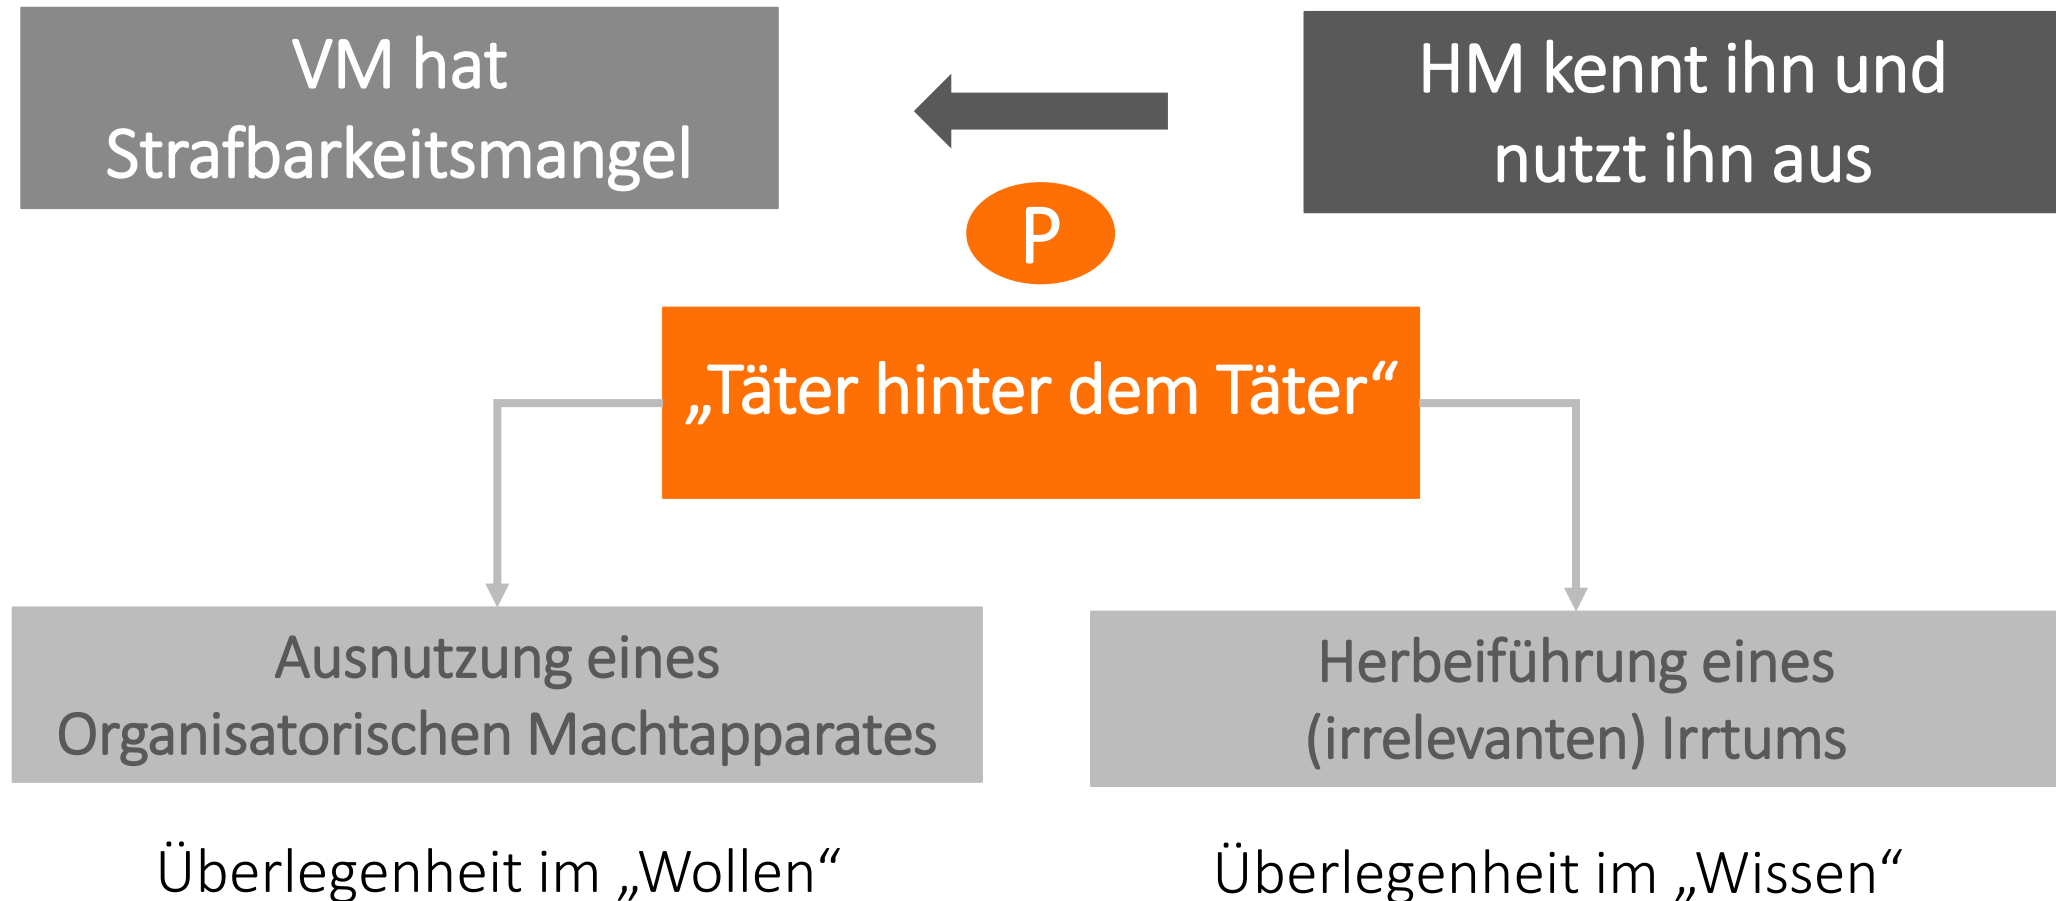 VM hat
Strafbarkeitsmangel
HM kennt ihn und
nutzt ihn aus
P
„Täter hinter dem Täter“
Ausnutzung eines
Organisatorischen Machtapparates
Herbeiführung eines
(irrelevanten) Irrtums
Überlegenheit im „Wollen“
Überlegenheit im „Wissen“